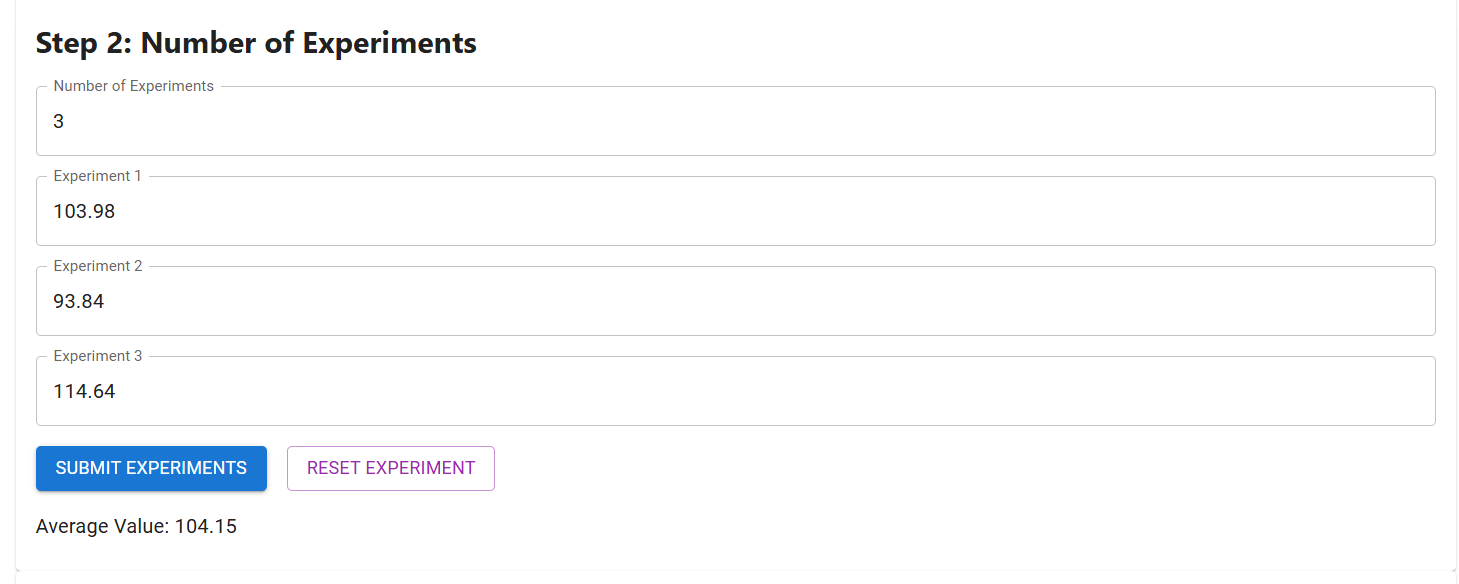 Step 2: Number of Experiments
Number of Experiments
3
Experiment 1
103.98
Experiment 2
93.84
Experiment 3
114.64
SUBMIT EXPERIMENTS RESET EXPERIMENT
Average Value: 104.15